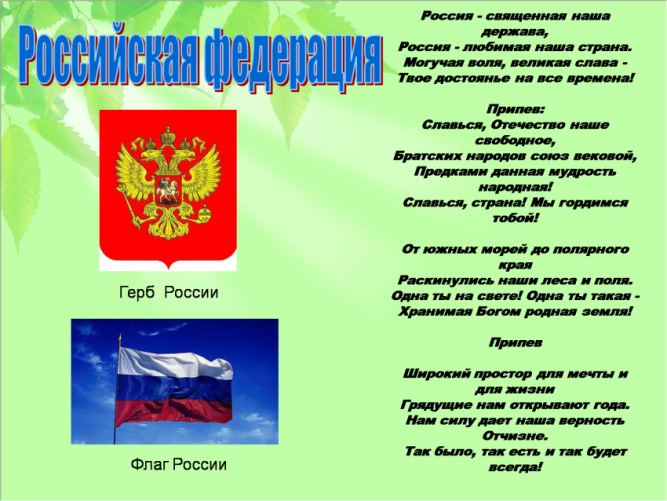 Российская федерация
Герб России
Флаг России
Россия - священная наша
держава,
Россия - любимая наша страна.
Могучая воля, великая слава -
Твое достоянье на все времена!
Припев:
Славься, Отечество наше
свободное,
Братских народов союз вековой,
Предками данная мудрость
народная!
Славься, страна! Мы гордимся
тобой!
От южных морей до полярного
края
Раскинулись наши леса и поля.
Одна ты на свете! Одна ты такая -
Хранимая Богом родная земля!
Припев
Широкий простор для мечты и
для жизни
Грядущие нам открывают года.
Нам силу дает наша верность
Отчизне.
Так было, так есть и так будет
всегда!